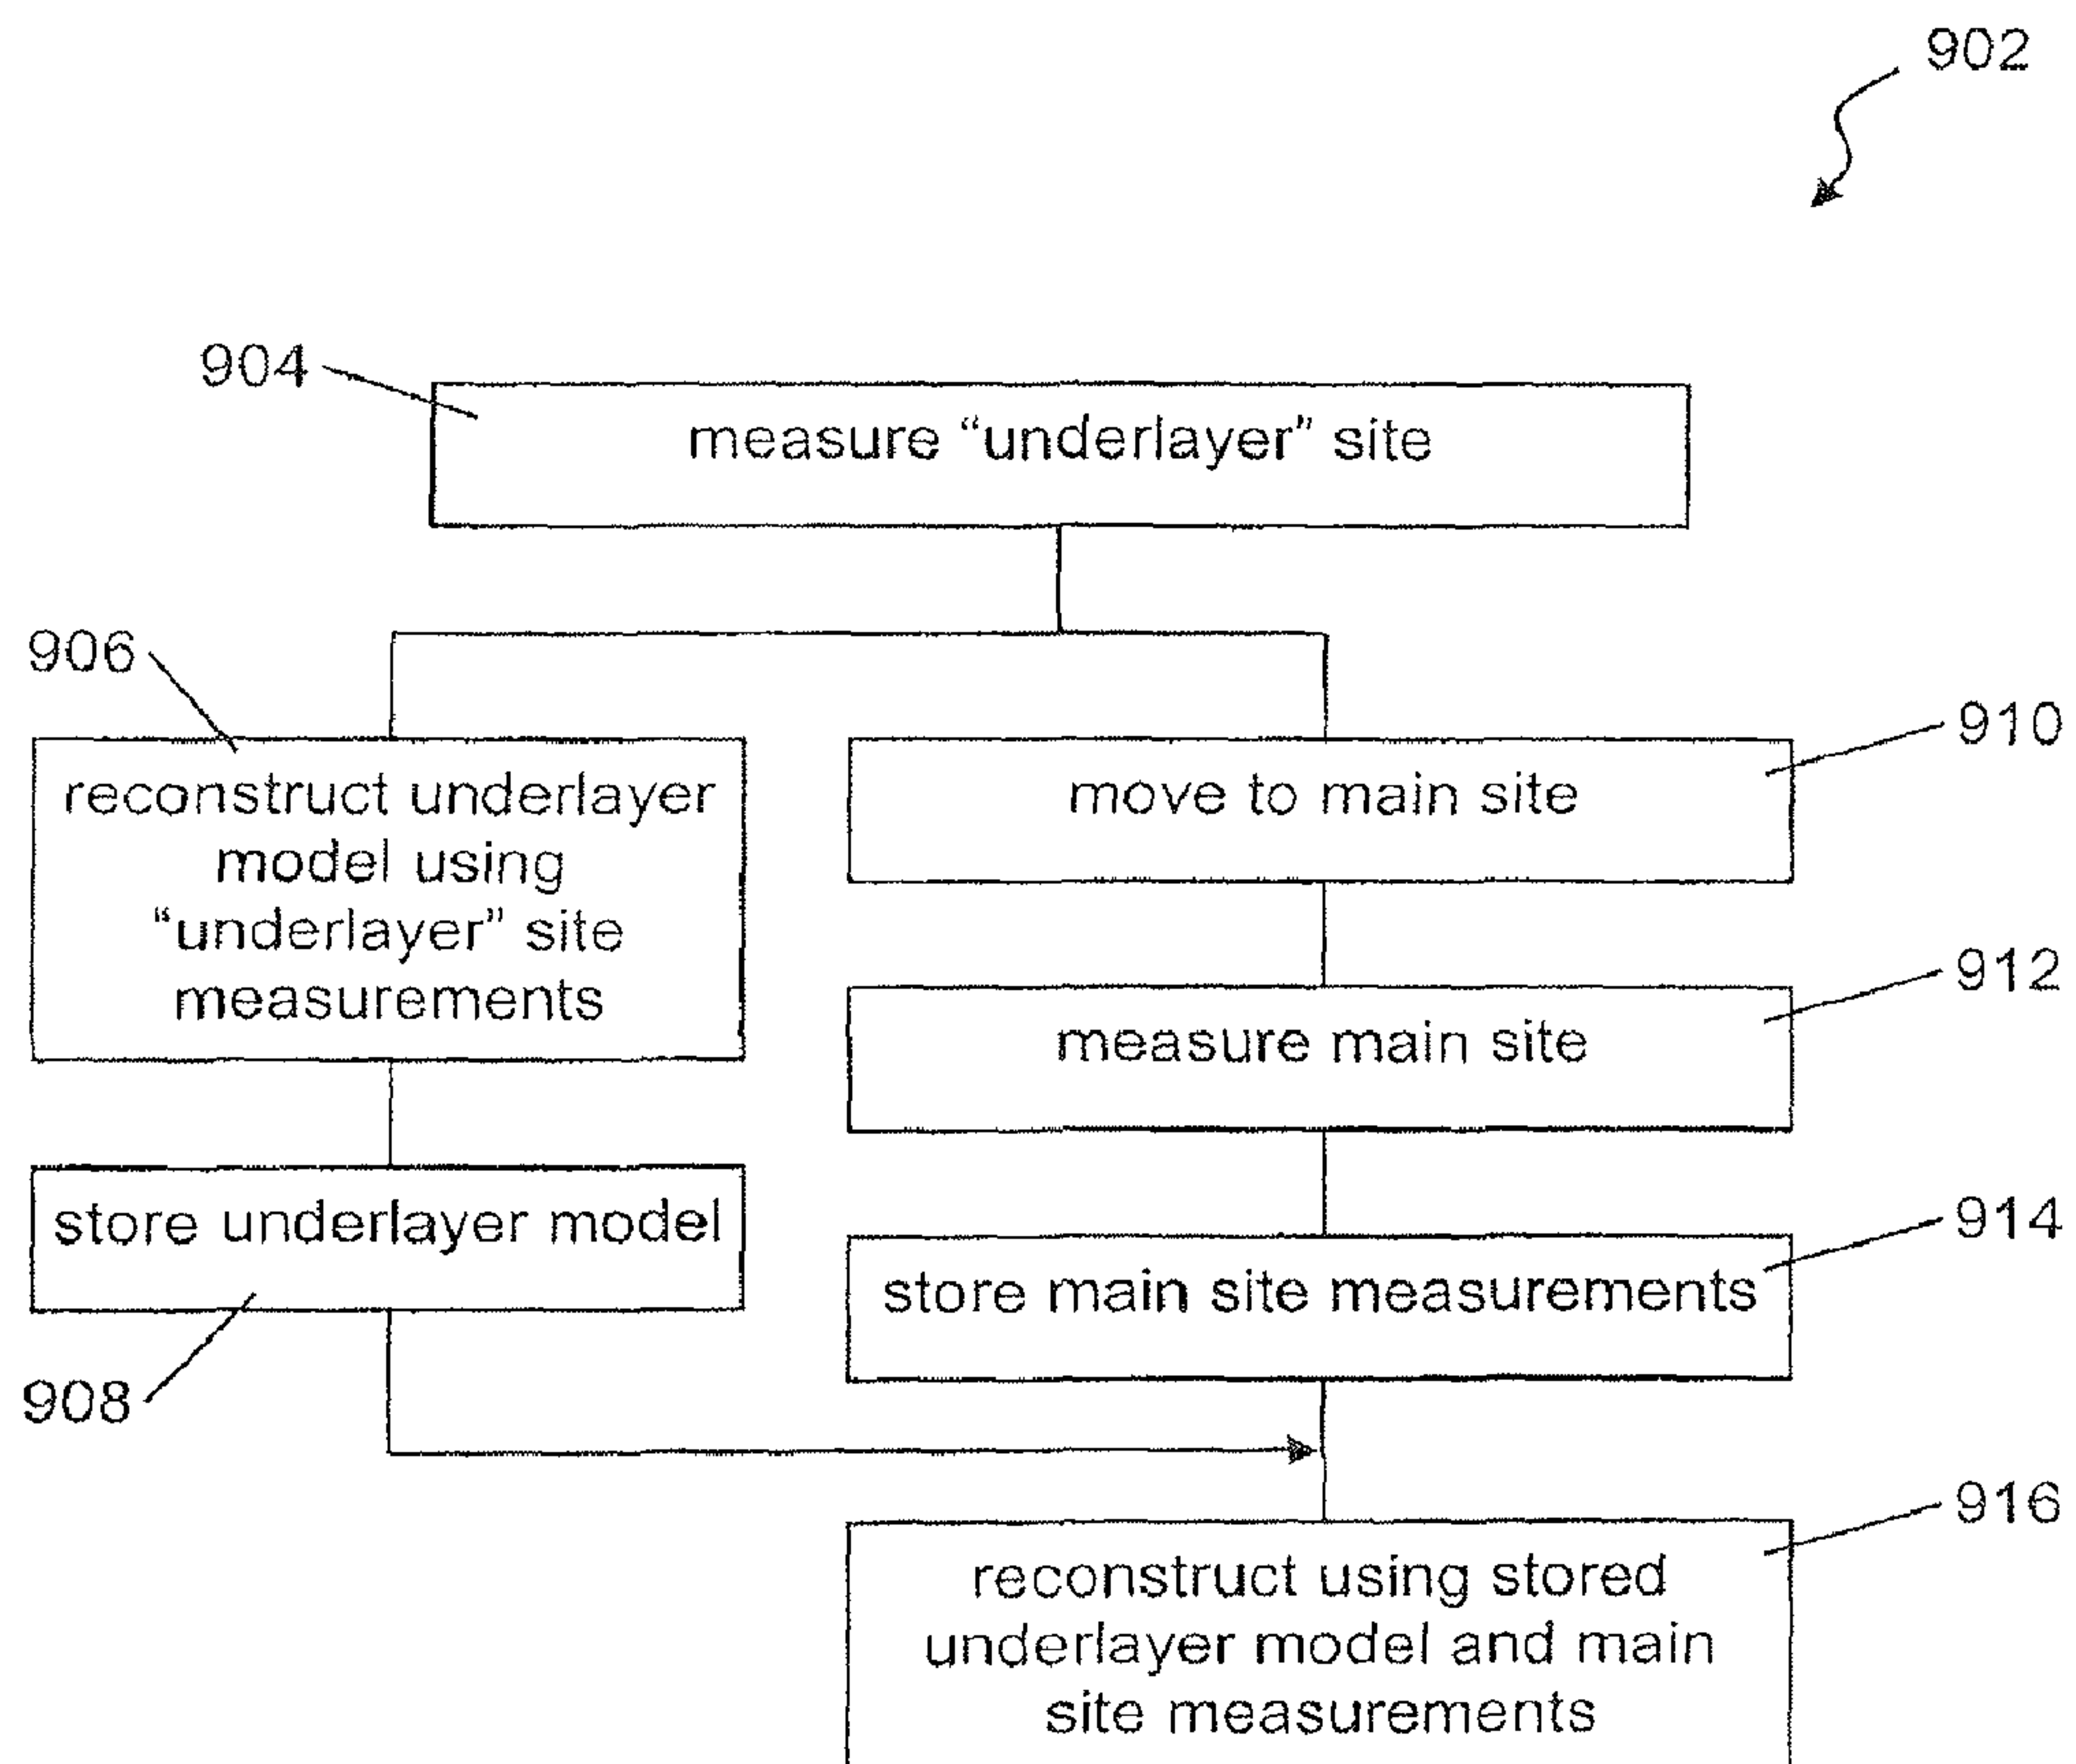 902
904
measure “underlayer” site
906
reconstruct underlayer
model using
“underlayer” site
measurements
910
move to main site
912
measure main site
store underlayer model
908
914
store main site measurements
916
reconstruct using stored
underlayer model and main
site measurements